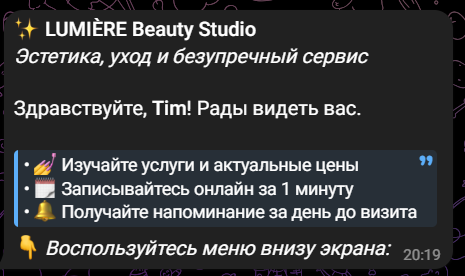 ✨ LUMIÈRE Beauty Studio
Эстетика, уход и безупречный сервис
Здравствуйте, Tim! Рады видеть вас.
• 💅 Изучайте услуги и актуальные цены
• 🗓 Записывайтесь онлайн за 1 минуту
• 🔔 Получайте напоминание за день до визита
👇 Воспользуйтесь меню внизу экрана:
20:19